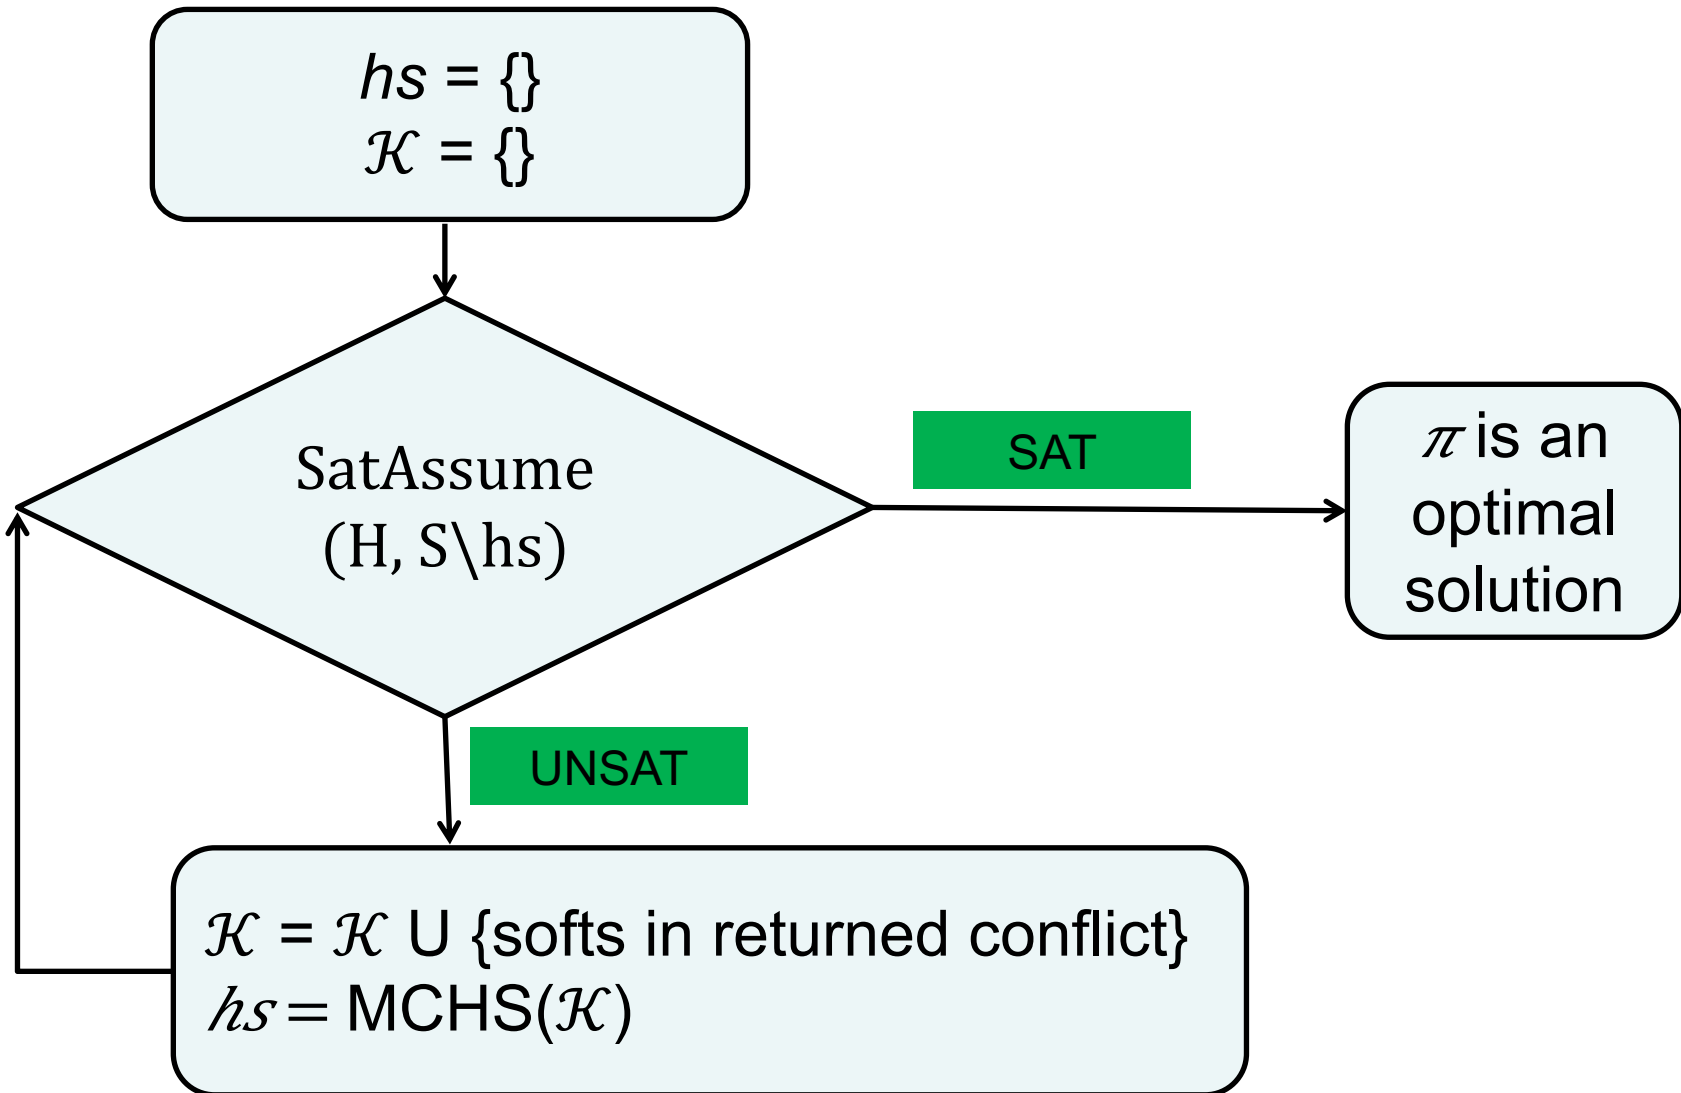 hs = {}
𝒦 = {}
SatAssume
(H, S\hs)
SAT
π is an
optimal
solution
UNSAT
𝒦 = 𝒦 U {softs in returned conflict}
hs = MCHS(𝒦)